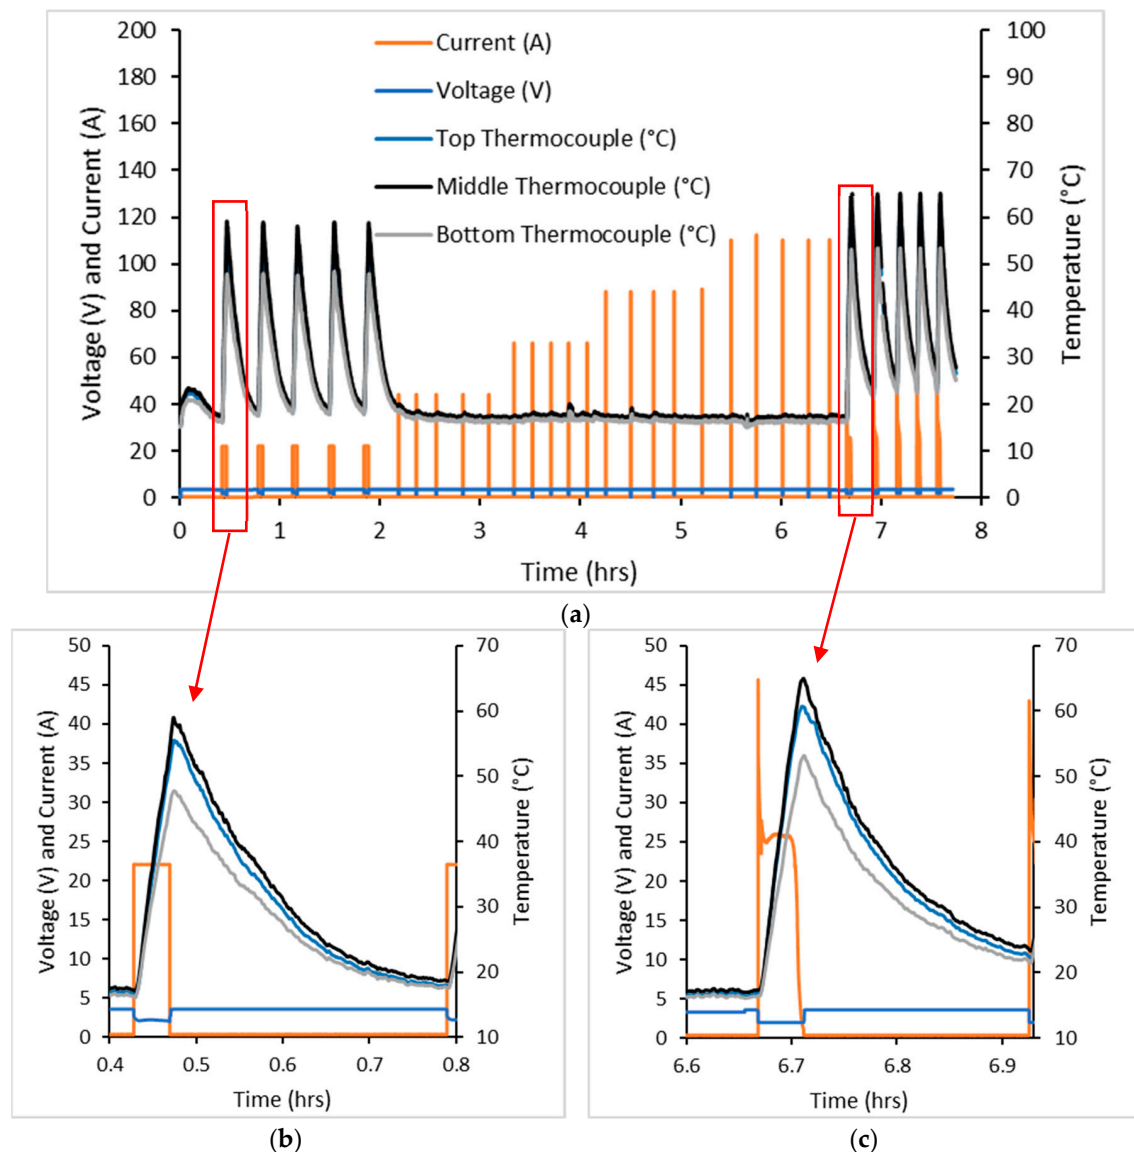 Current (A)
Voltage (V)
Top Thermocouple (°C)
Middle Thermocouple (°C)
Bottom Thermocouple (°C)
Voltage (V) and Current (A)
200
180
160
140
120
100
80
60
40
20
0
Temperature (°C)
100
90
80
70
60
50
40
30
20
10
0
0 1 2 3 4 5 6 7 8
Time (hrs)
(a)
Voltage (V) and Current (A)
50
45
40
35
30
25
20
15
10
5
0
Temperature (°C)
70
60
50
40
30
20
10
0.4 0.5 0.6 0.7 0.8
Time (hrs)
(b)
Voltage (V) and Current (A)
50
45
40
35
30
25
20
15
10
5
0
Temperature (°C)
70
60
50
40
30
20
10
6.6 6.7 6.8 6.9
Time (hrs)
(c)